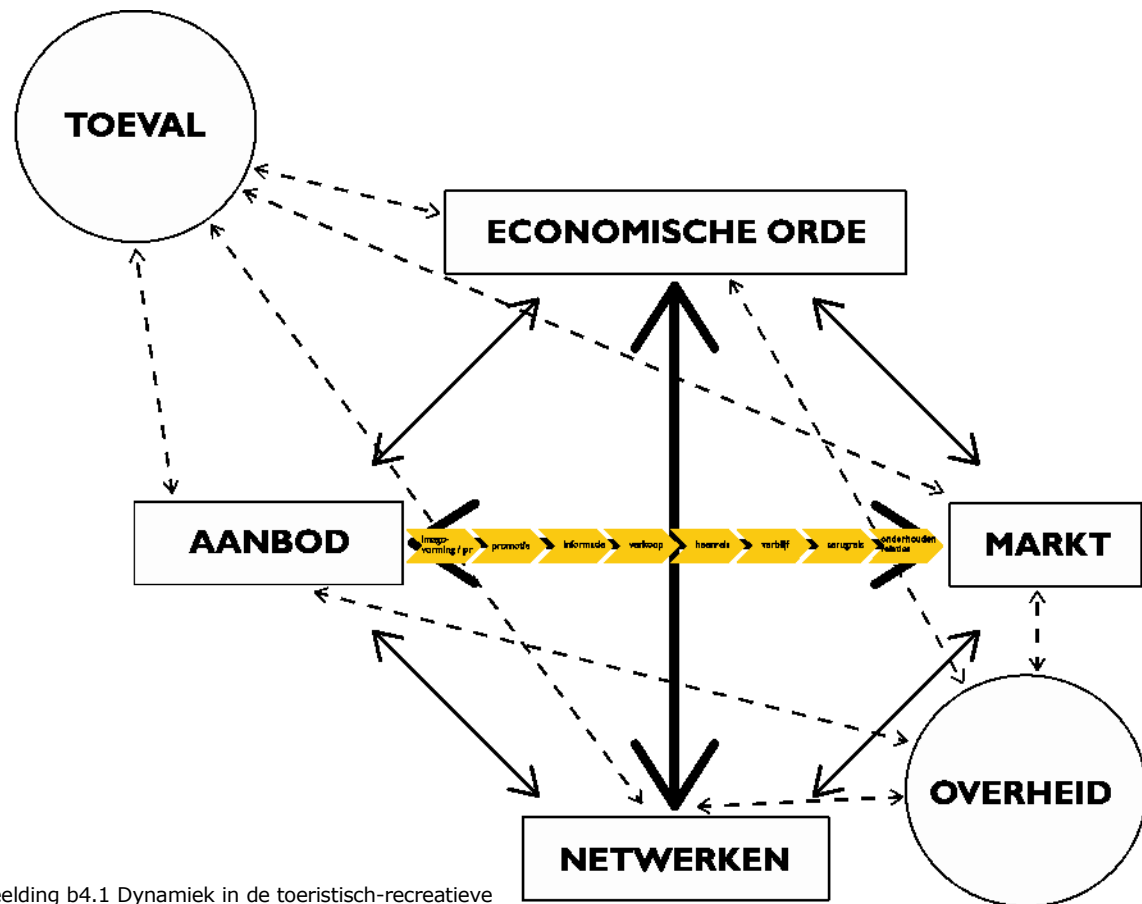 TOEVAL
ECONOMISCHE ORDE
AANBOD
imago-
vorming / pr
promotie
informatie
verkoop
heenreis
verblijf
terugreis
onderhouden
relaties
MARKT
OVERHEID
NETWERKEN
eelding b4.1 Dynamiek in de toeristisch-recreatieve